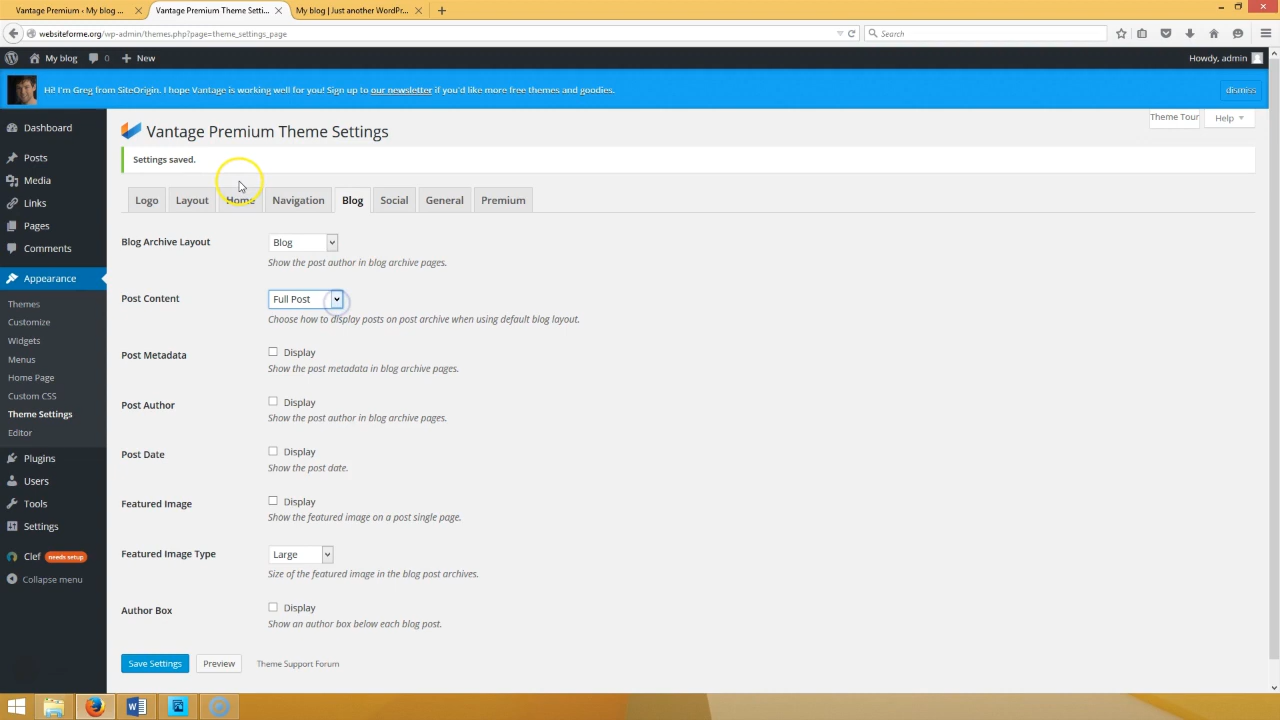 Vantage Premium ‹ My blog ...
Vantage Premium Theme Setti...
My blog | Just another WordPr...
websiteforme.org/wp-admin/themes.php?page=theme_settings_page
Search
My blog
0
New
Howdy, admin
Hi! I'm Greg from SiteOrigin. I hope Vantage is working well for you! Sign up to our newsletter if you'd like more free themes and goodies.
dismiss
Dashboard
Posts
Media
Links
Pages
Comments
Appearance
Themes
Customize
Widgets
Menus
Home Page
Custom CSS
Theme Settings
Editor
Plugins
Users
Tools
Settings
Clef needs setup
Collapse menu
Theme Tour
Help
Vantage Premium Theme Settings
Settings saved.
Logo
Layout
Home
Navigation
Blog
Social
General
Premium
Blog Archive Layout
Blog
Show the post author in blog archive pages.
Post Content
Full Post
Choose how to display posts on post archive when using default blog layout.
Post Metadata
Display
Show the post metadata in blog archive pages.
Post Author
Display
Show the post author in blog archive pages.
Post Date
Display
Show the post date.
Featured Image
Display
Show the featured image on a post single page.
Featured Image Type
Large
Size of the featured image in the blog post archives.
Author Box
Display
Show an author box below each blog post.
Save Settings
Preview
Theme Support Forum